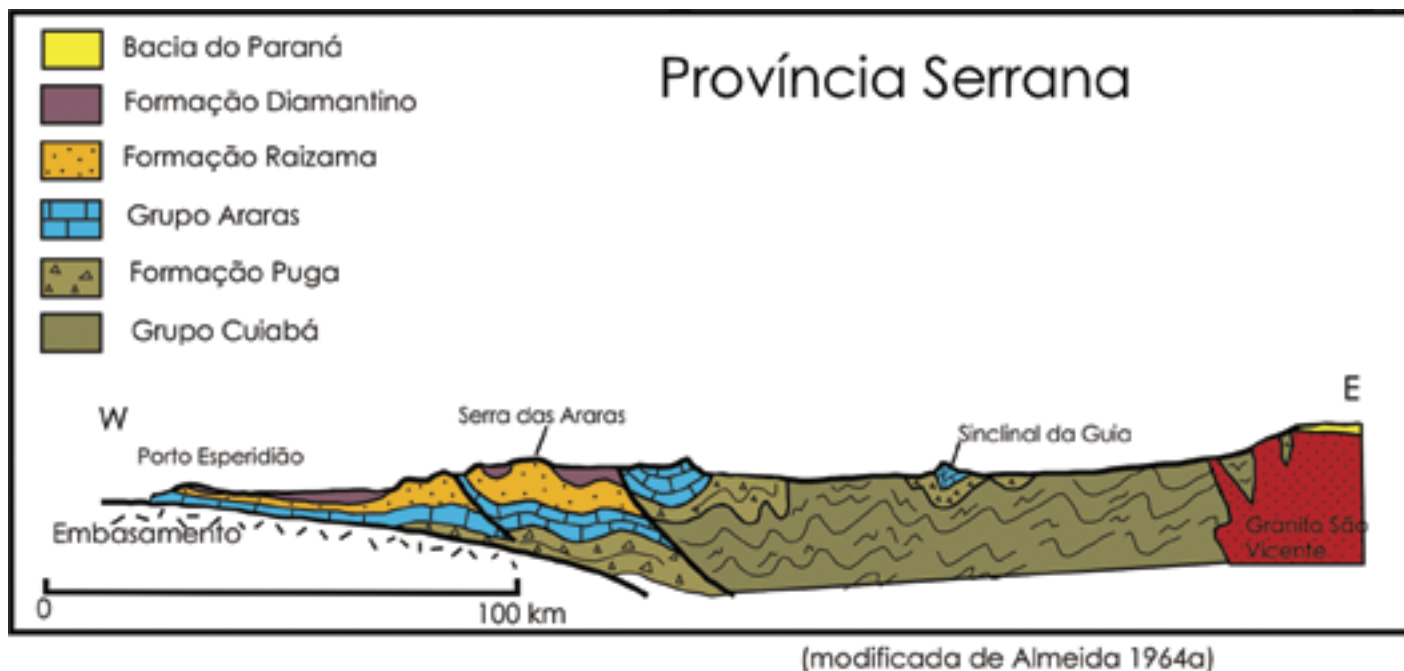 Bacia do Paraná
Província Serrana
Formação Diamantino
Formação Raizama
Grupo Araras
Formação Puga
Grupo Cuiabá
W
E
Serra das Araras
Sinclinal da Guia
Porto Esperidião
Embasamento
Granito São
Vicente
0
100 km
(modificada de Almeida 1964a)